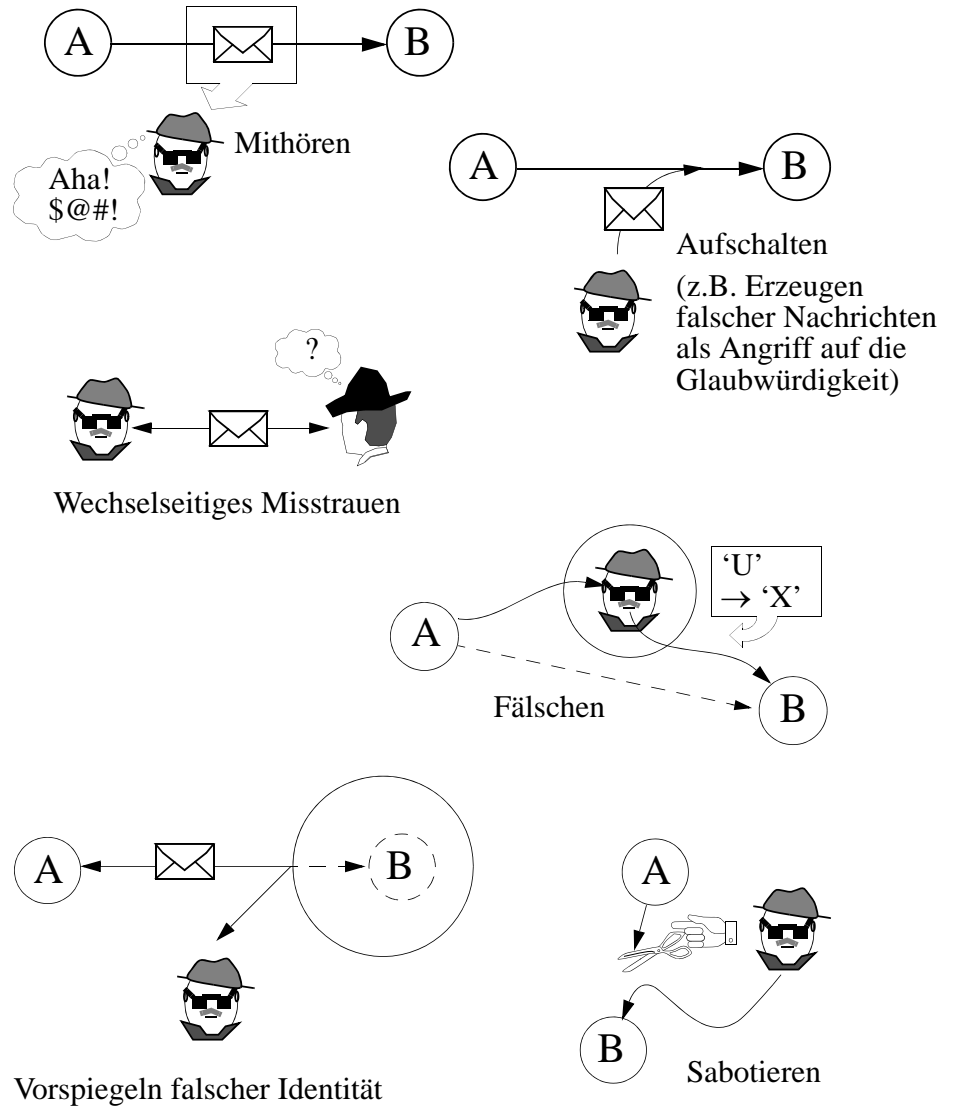 A
B
Mithören
Aha!
$@#!
A
B
Aufschalten
(z.B. Erzeugen
falscher Nachrichten
als Angriff auf die
Glaubwürdigkeit)
?
Wechselseitiges Misstrauen
‘U’
→ ‘X’
A
B
Fälschen
A
B
Vorspiegeln falscher Identität
A
B
Sabotieren